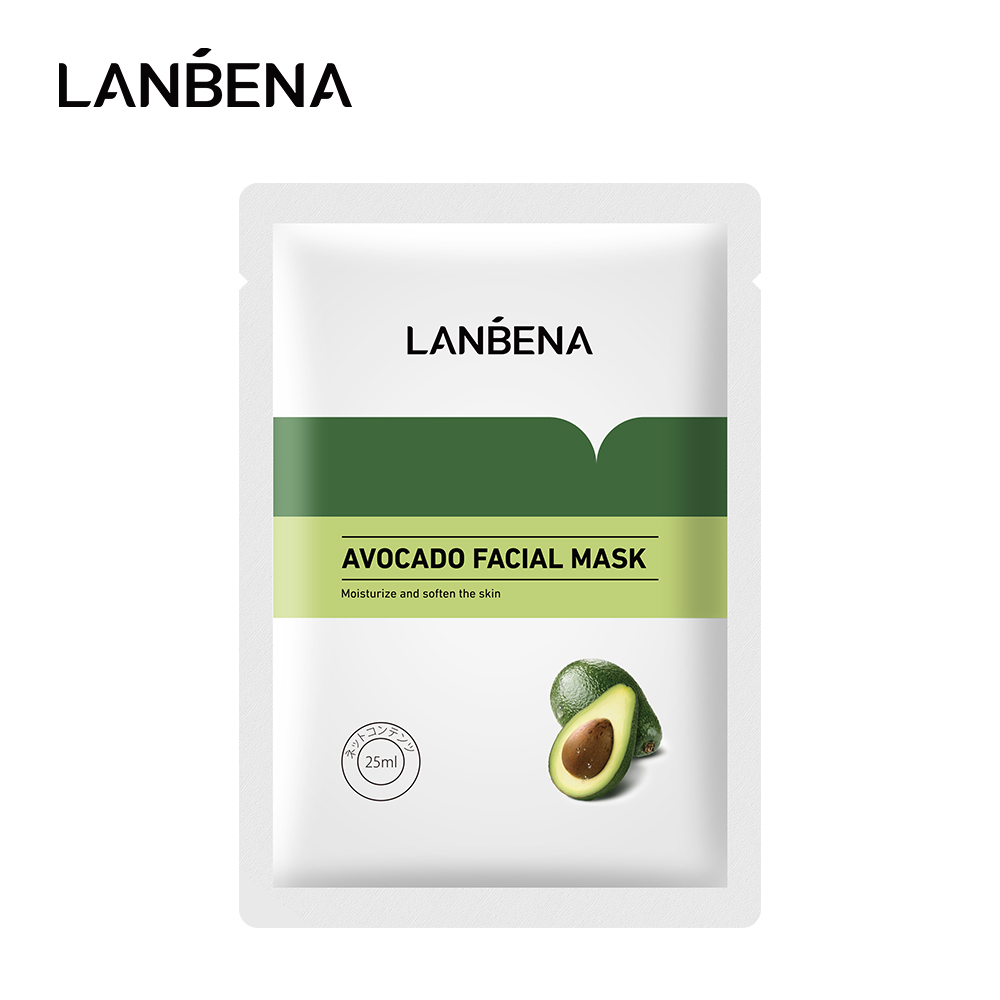 LANBENA
LANBENA
AVOCADO FACIAL MASK
Moisturize and soften the skin
ネットコンテンツ
25ml